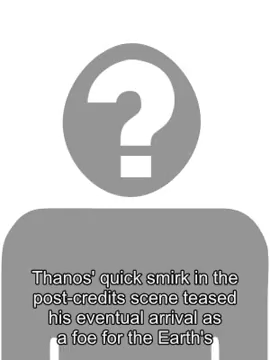 ?
Thanos' quick smirk in the
post-credits scene teased
his eventual arrival as
a foe for the Earth's